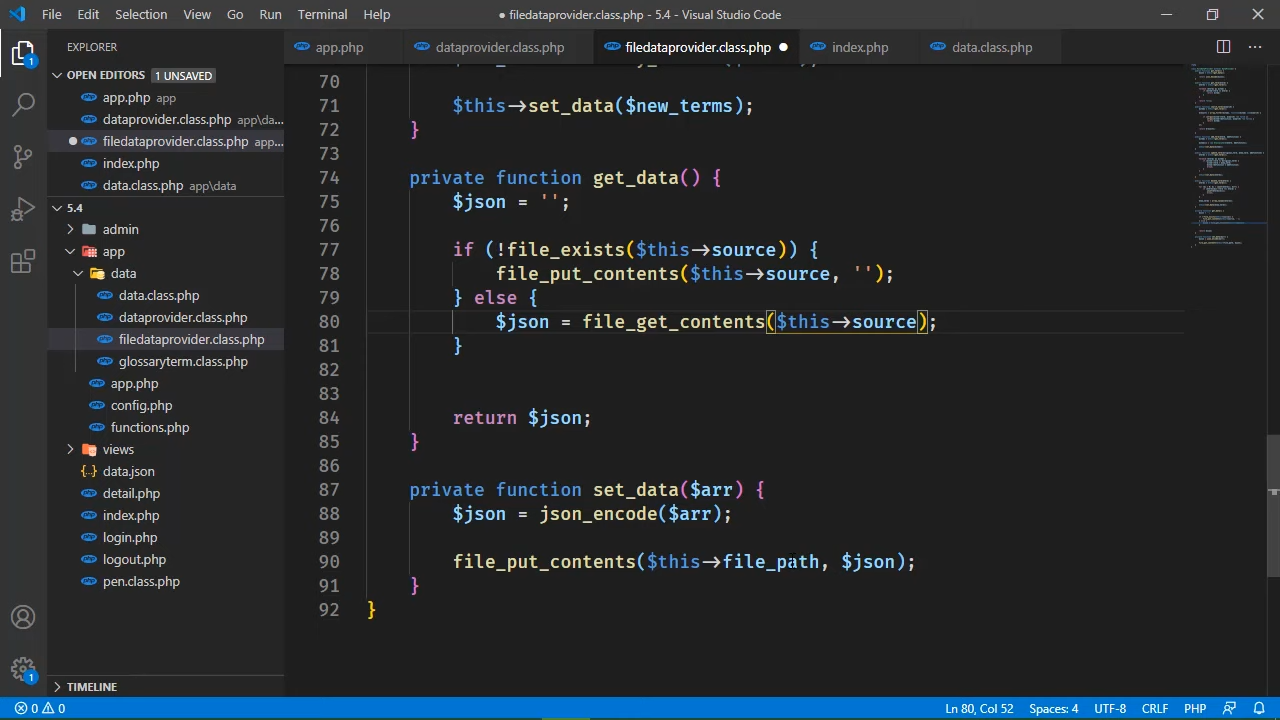 File Edit Selection View Go Run Terminal Help
● filedataprovider.class.php - 5.4 - Visual Studio Code
EXPLORER
OPEN EDITORS 1 UNSAVED
app.php app
dataprovider.class.php app\da...
filedataprovider.class.php app...
index.php
data.class.php app\data
5.4
admin
app
data
data.class.php
dataprovider.class.php
filedataprovider.class.php
glossaryterm.class.php
app.php
config.php
functions.php
views
data.json
detail.php
index.php
login.php
logout.php
pen.class.php
TIMELINE
app.php dataprovider.class.php filedataprovider.class.php index.php data.class.php
70
71 $this->set_data($new_terms);
72 }
73
74 private function get_data() {
75 $json = '';
76
77 if (!file_exists($this->source)) {
78 file_put_contents($this->source, '');
79 } else {
80 $json = file_get_contents($this->source);
81 }
82
83
84 return $json;
85 }
86
87 private function set_data($arr) {
88 $json = json_encode($arr);
89
90 file_put_contents($this->file_path, $json);
91 }
92 }
0 0 Ln 80, Col 52 Spaces: 4 UTF-8 CRLF PHP
1
1